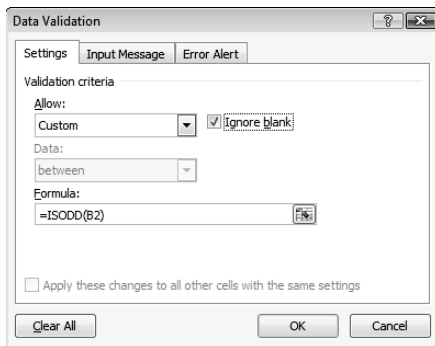 Data Validation
Settings Input Message Error Alert
Validation criteria
Allow:
Custom Ignore blank
Data:
between
Formula:
=ISODD(B2)
Apply these changes to all other cells with the same settings
Clear All OK Cancel